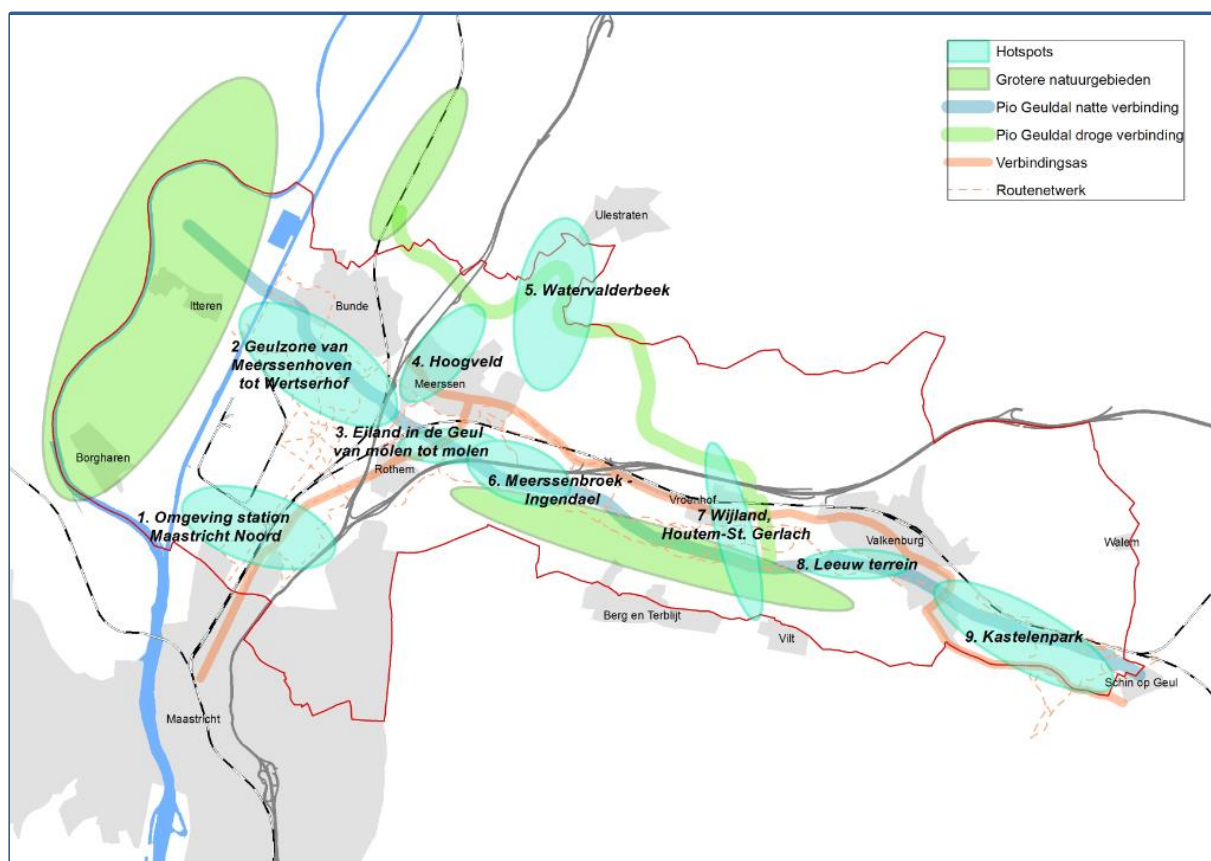 Hotspots
Grotere natuurgebieden
Pio Geuldal natte verbinding
Pio Geuldal droge verbinding
Verbindingsas
Routenetwerk
Ulestraten
5. Watervalderbeek
Itteren
Bunde
2 Geulzone van
Meerssenhoven
tot Wertserhof
4. Hoogveld
Meerssen
3. Eiland in de Geul
van molen tot molen
Rothem
Borgharen
6. Meerssenbroek -
Ingendael
Vroenhof
7 Wijland,
Houtem-St. Gerlach
1. Omgeving station
Maastricht Noord
Valkenburg
Walem
8. Leeuw terrein
Berg en Terblijt
Vilt
9. Kastelenpark
Schin op Geul
Maastricht